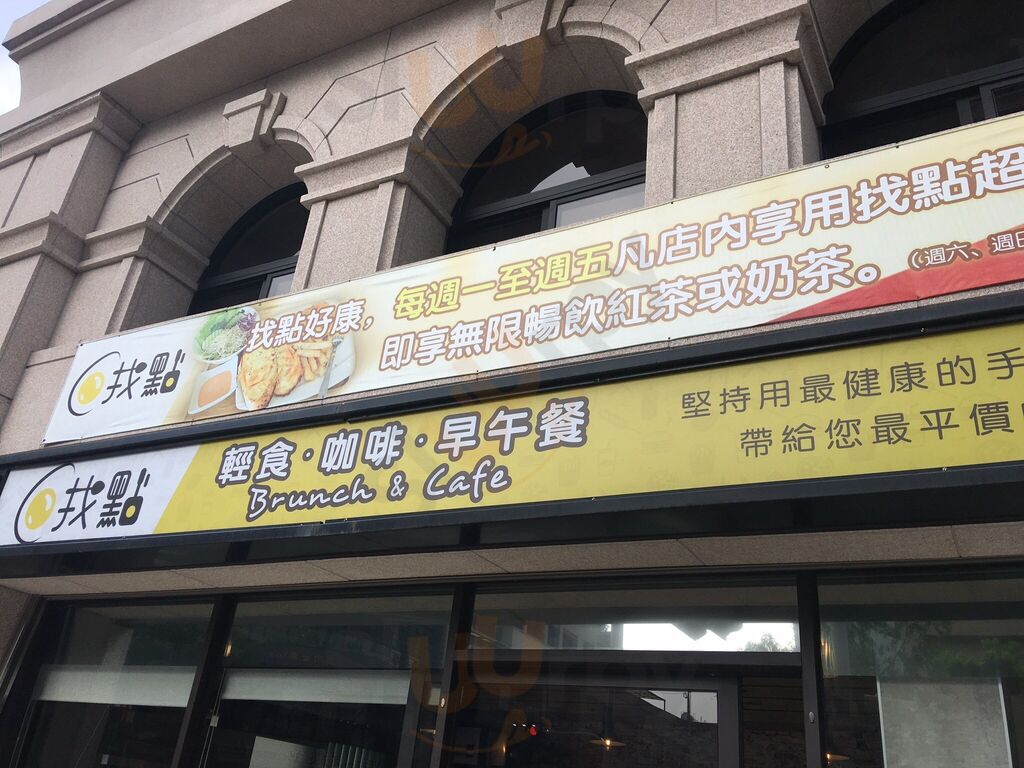 找點
找點好康，每週一至週五凡店內享用找點超
即享無限暢飲紅茶或奶茶。
(週六、週日
找點
輕食·咖啡·早午餐
Brunch & Cafe
堅持用最健康的手
帶給您最平價